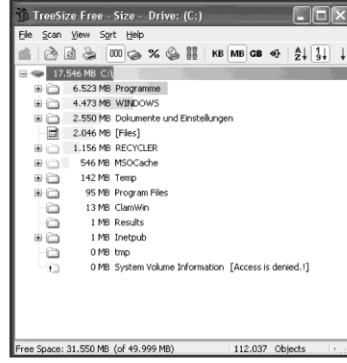 TreeSize Free - Size - Drive: (C:)
File Scan View Sort Help
000 % KB MB GB
17.546 MB C:\
6.523 MB Programme
4.473 MB WINDOWS
2.550 MB Dokumente und Einstellungen
2.046 MB [Files]
1.156 MB RECYCLER
546 MB MSOCache
142 MB Temp
95 MB Program Files
13 MB ClamWin
1 MB Results
1 MB Inetpub
0 MB tmp
0 MB System Volume Information [Access is denied.!]
Free Space: 31.550 MB (of 49.999 MB) 112.037 Objects